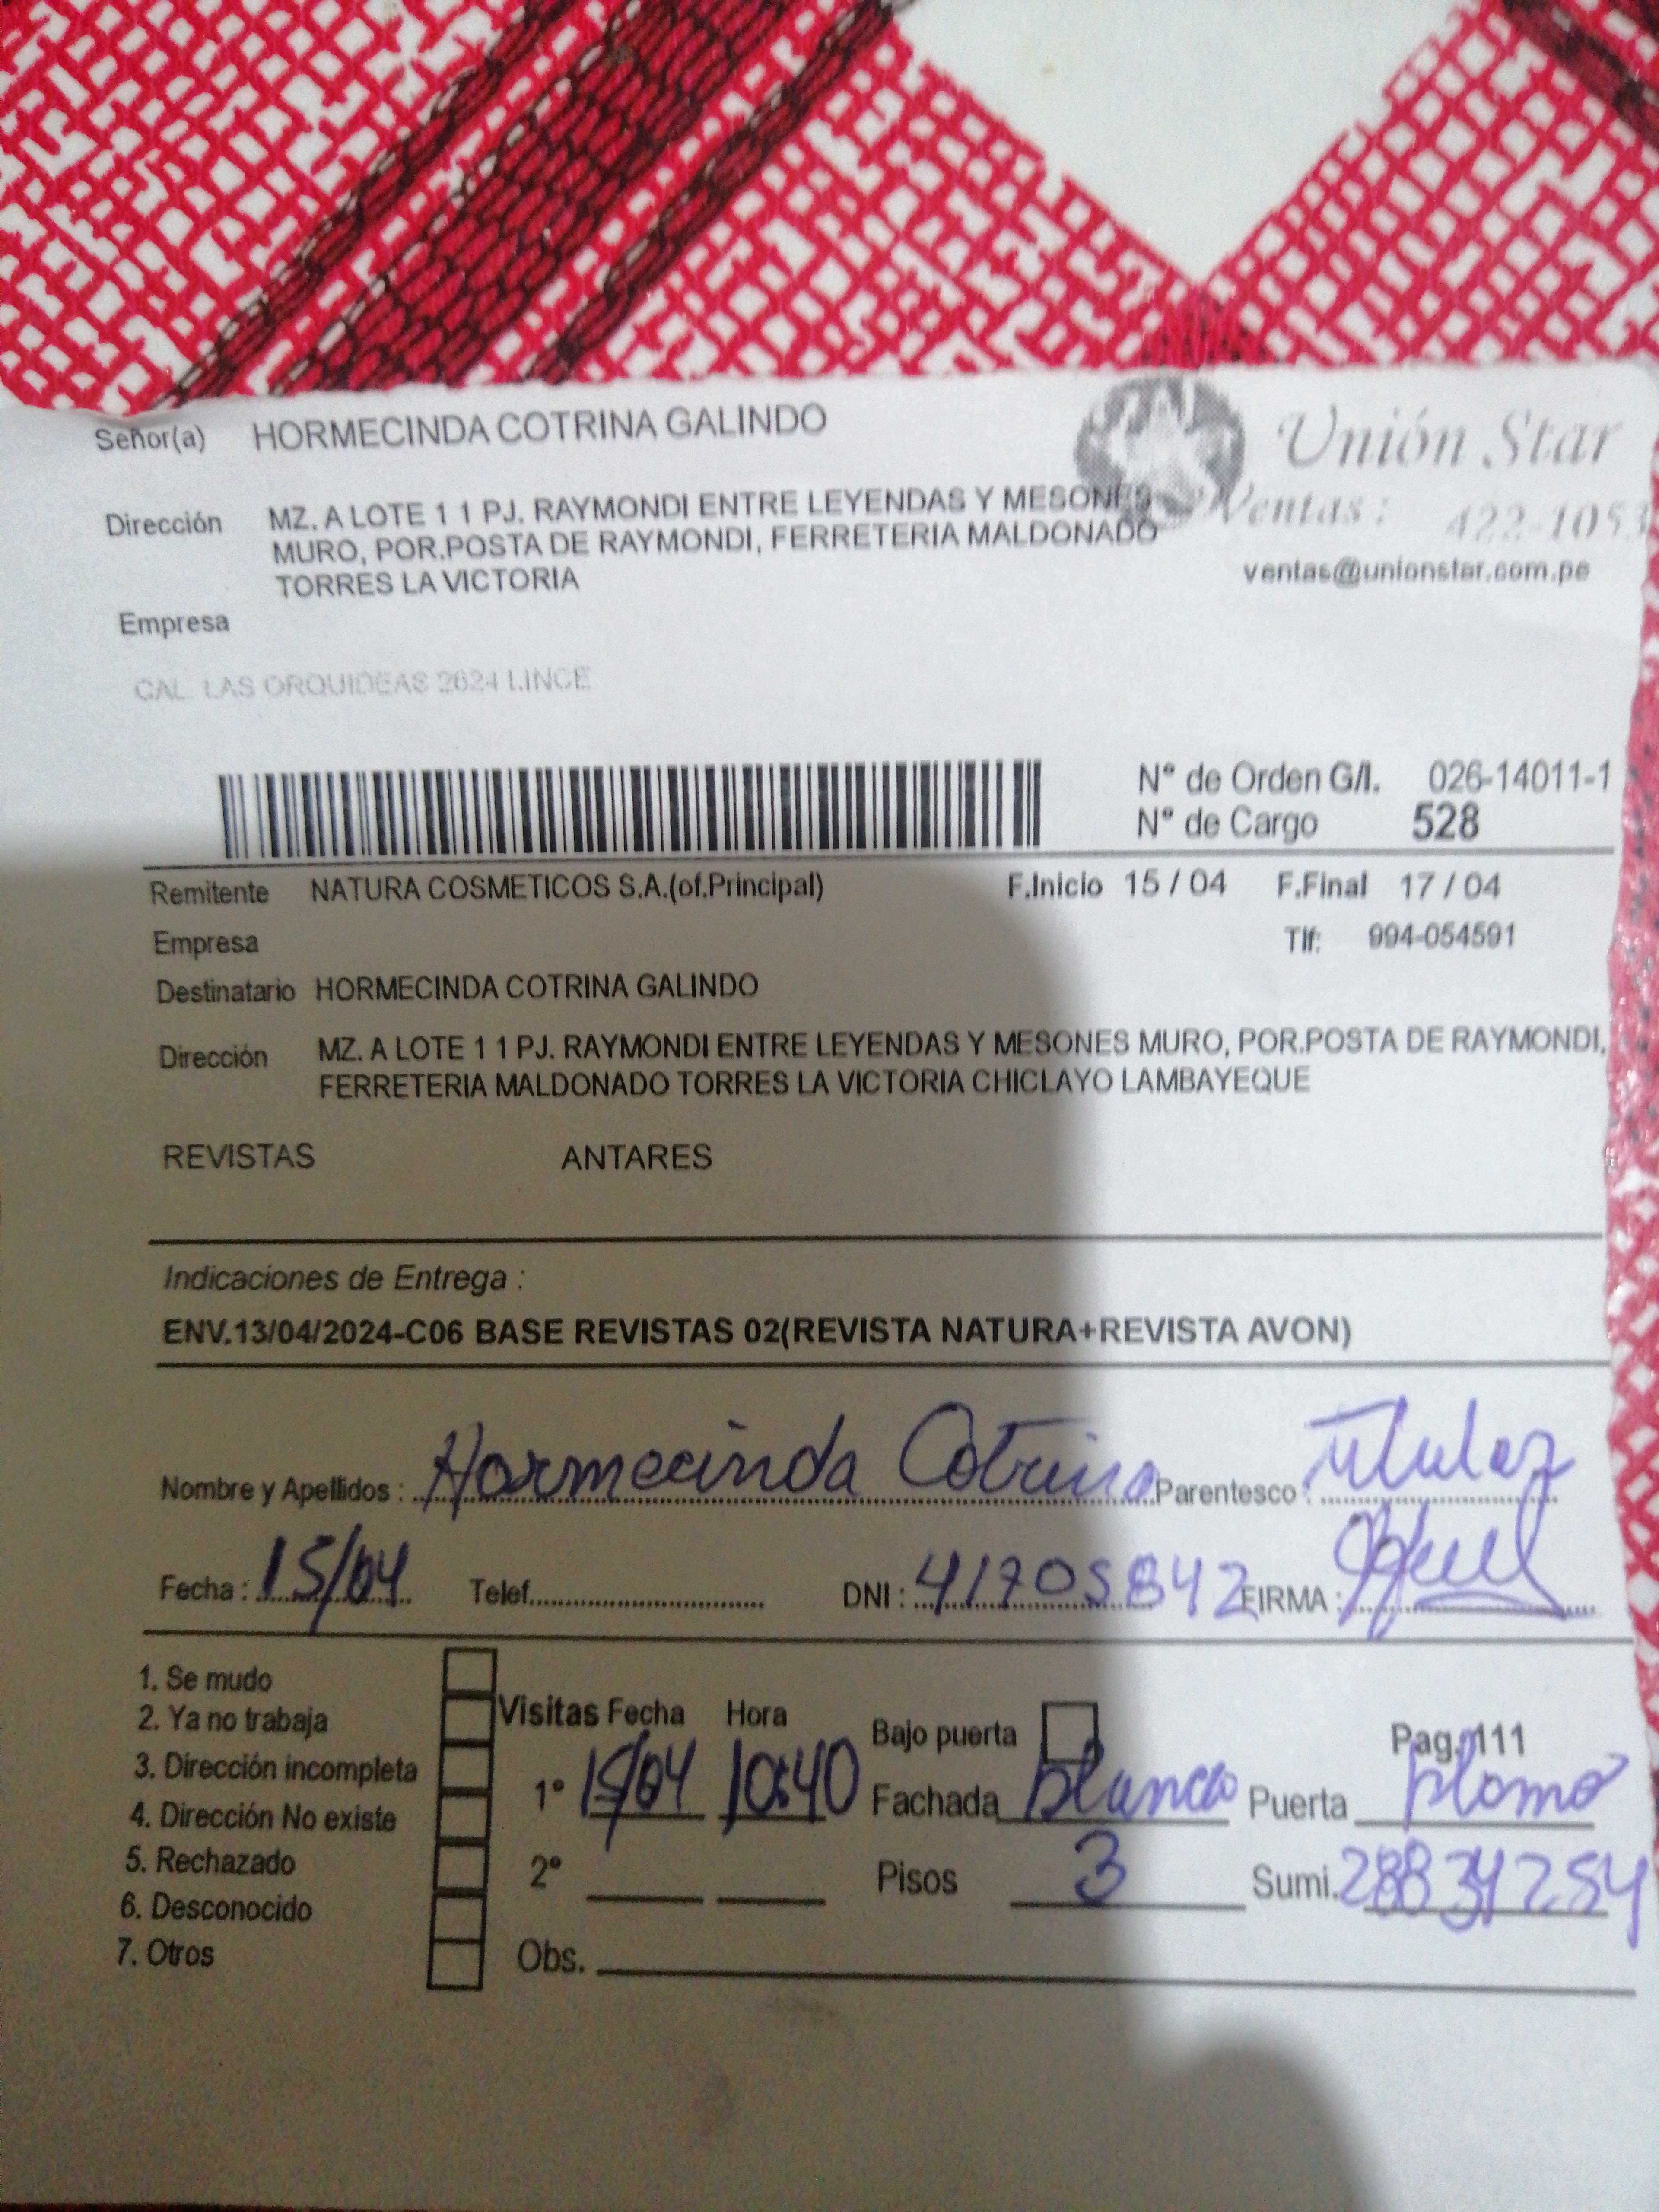 Señor(a) HORMECINDA COTRINA GALINDO
Unión Star
Dirección MZ. A LOTE 1 1 PJ. RAYMONDI ENTRE LEYENDAS Y MESONES
MURO, POR.POSTA DE RAYMONDI, FERRETERIA MALDONADO
TORRES LA VICTORIA
Ventas: 422-1053
ventas@unionstar.com.pe
Empresa
CAL. LAS ORQUIDEAS 2624 LINCE
N° de Orden G/I. 026-14011-1
N° de Cargo 528
Remitente NATURA COSMETICOS S.A.(of.Principal) F.Inicio 15 / 04 F.Final 17 / 04
Empresa Tlf: 994-054591
Destinatario HORMECINDA COTRINA GALINDO
Dirección MZ. A LOTE 1 1 PJ. RAYMONDI ENTRE LEYENDAS Y MESONES MURO, POR.POSTA DE RAYMONDI,
FERRETERIA MALDONADO TORRES LA VICTORIA CHICLAYO LAMBAYEQUE
REVISTAS ANTARES
Indicaciones de Entrega :
ENV.13/04/2024-C06 BASE REVISTAS 02(REVISTA NATURA+REVISTA AVON)
Nombre y Apellidos : Hormecinda Cotrina Parentesco : Titular
Fecha : 15/04 Telef. DNI : 41705842 FIRMA :
1. Se mudo
2. Ya no trabaja
3. Dirección incompleta
4. Dirección No existe
5. Rechazado
6. Desconocido
7. Otros
Visitas Fecha Hora Bajo puerta Pag. 111
1° 15/04 10:40 Fachada blanco Puerta plomo
2° Pisos 3 Sumi.
Obs.